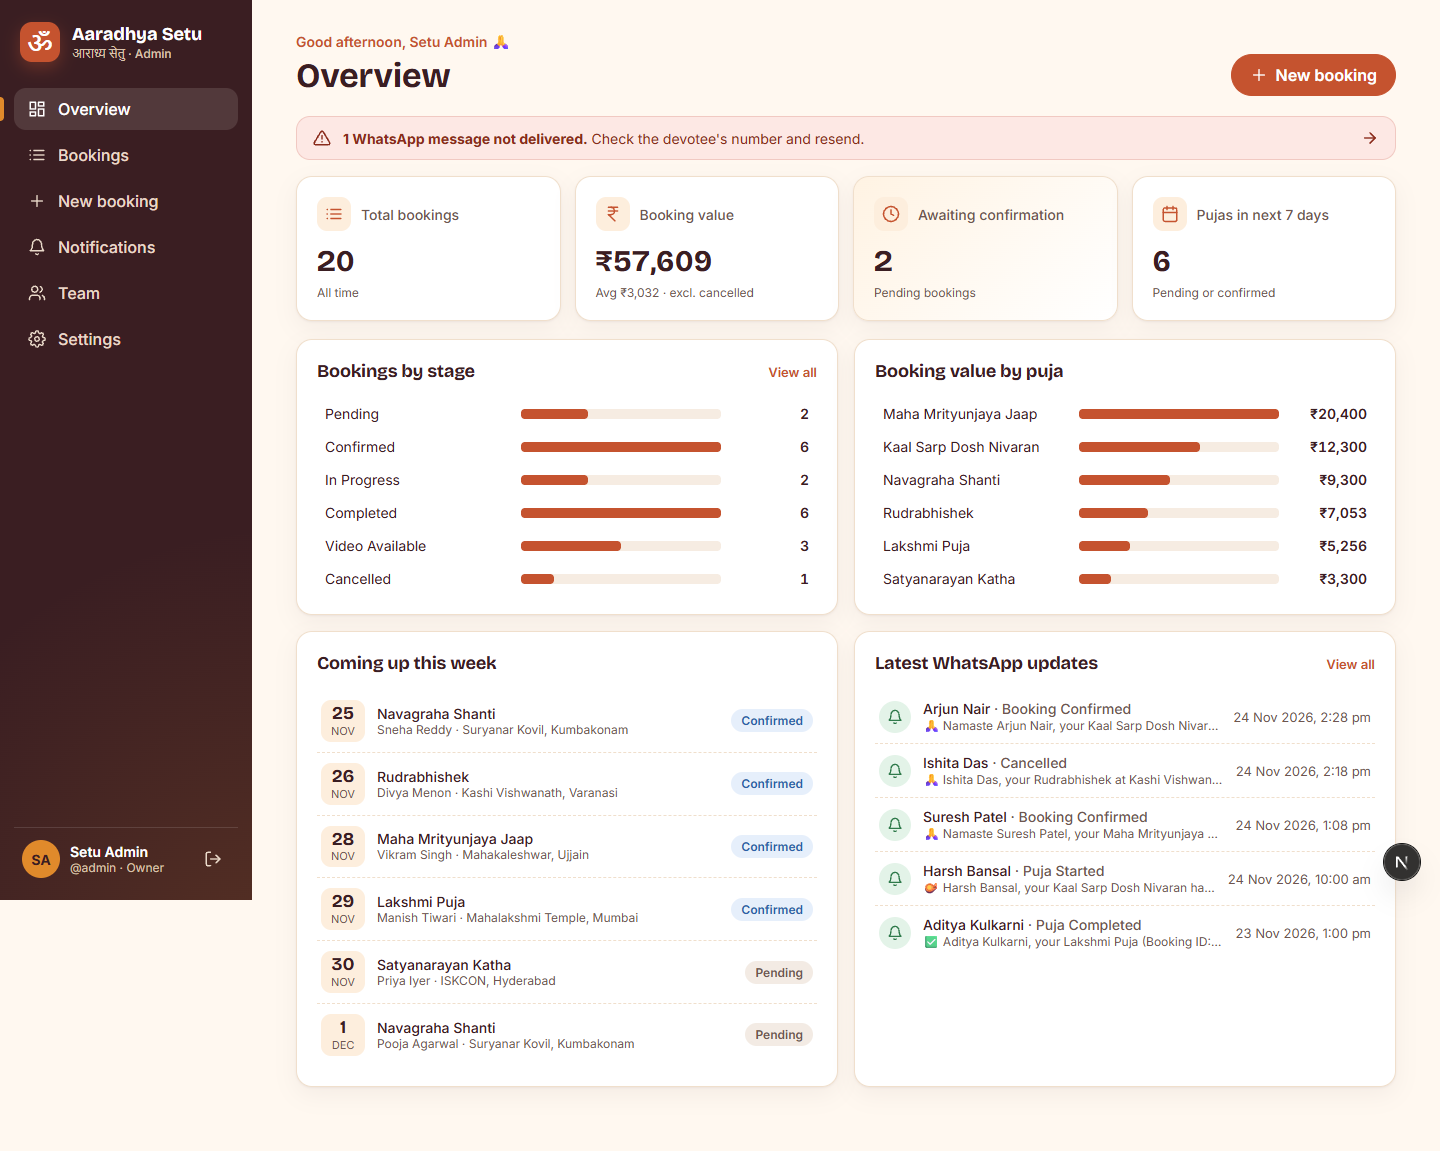 ॐ
Aaradhya Setu
आराध्य सेतु · Admin
Overview
Bookings
New booking
Notifications
Team
Settings
SA
Setu Admin
@admin · Owner
Good afternoon, Setu Admin 🙏
Overview
+ New booking
1 WhatsApp message not delivered. Check the devotee's number and resend.
Total bookings
20
All time
₹ Booking value
₹57,609
Avg ₹3,032 · excl. cancelled
Awaiting confirmation
2
Pending bookings
Pujas in next 7 days
6
Pending or confirmed
Bookings by stage
View all
Pending 2
Confirmed 6
In Progress 2
Completed 6
Video Available 3
Cancelled 1
Booking value by puja
Maha Mrityunjaya Jaap ₹20,400
Kaal Sarp Dosh Nivaran ₹12,300
Navagraha Shanti ₹9,300
Rudrabhishek ₹7,053
Lakshmi Puja ₹5,256
Satyanarayan Katha ₹3,300
Coming up this week
25 NOV
Navagraha Shanti
Sneha Reddy · Suryanar Kovil, Kumbakonam
Confirmed
26 NOV
Rudrabhishek
Divya Menon · Kashi Vishwanath, Varanasi
Confirmed
28 NOV
Maha Mrityunjaya Jaap
Vikram Singh · Mahakaleshwar, Ujjain
Confirmed
29 NOV
Lakshmi Puja
Manish Tiwari · Mahalakshmi Temple, Mumbai
Confirmed
30 NOV
Satyanarayan Katha
Priya Iyer · ISKCON, Hyderabad
Pending
1 DEC
Navagraha Shanti
Pooja Agarwal · Suryanar Kovil, Kumbakonam
Pending
Latest WhatsApp updates
View all
Arjun Nair · Booking Confirmed
🙏 Namaste Arjun Nair, your Kaal Sarp Dosh Nivar...
24 Nov 2026, 2:28 pm
Ishita Das · Cancelled
🙏 Ishita Das, your Rudrabhishek at Kashi Vishwan...
24 Nov 2026, 2:18 pm
Suresh Patel · Booking Confirmed
🙏 Namaste Suresh Patel, your Maha Mrityunjaya ...
24 Nov 2026, 1:08 pm
Harsh Bansal · Puja Started
🪔 Harsh Bansal, your Kaal Sarp Dosh Nivaran ha...
24 Nov 2026, 10:00 am
Aditya Kulkarni · Puja Completed
✅ Aditya Kulkarni, your Lakshmi Puja (Booking ID:...
23 Nov 2026, 1:00 pm
N